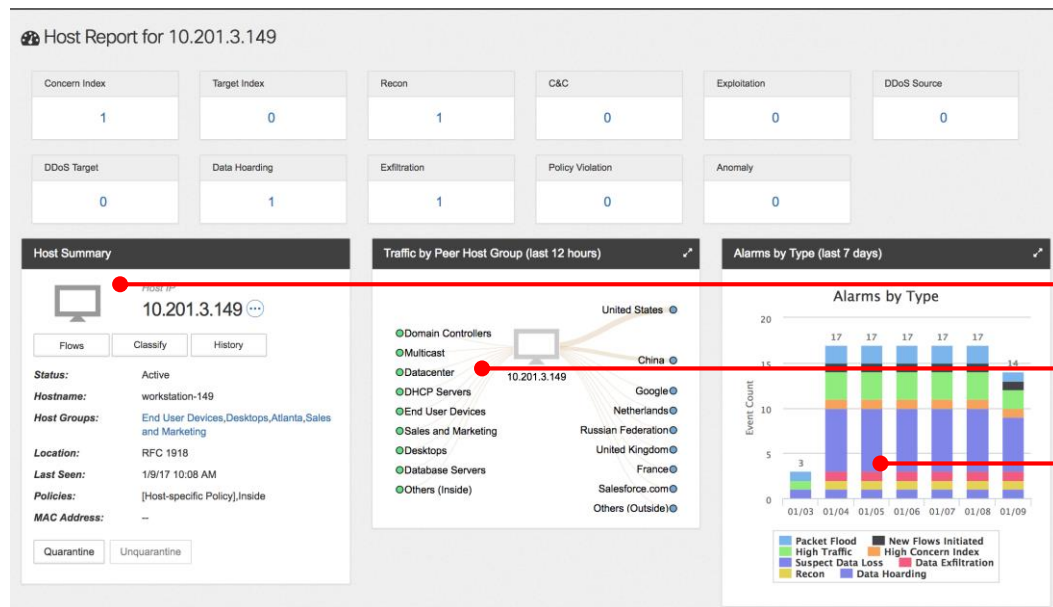 Host Report for 10.201.3.149
Concern Index
Target Index
Recon
C&C
Exploitation
DDoS Source
1
0
1
0
0
0
DDoS Target
Data Hoarding
Exfiltration
Policy Violation
Anomaly
0
1
1
0
0
Host Summary
Host IP
10.201.3.149
Flows
Classify
History
Status: Active
Hostname: workstation-149
Host Groups: End User Devices,Desktops,Atlanta,Sales
and Marketing
Location: RFC 1918
Last Seen: 1/9/17 10:08 AM
Policies: [Host-specific Policy],Inside
MAC Address: --
Quarantine
Unquarantine
Traffic by Peer Host Group (last 12 hours)
Domain Controllers
Multicast
Datacenter
DHCP Servers
End User Devices
Sales and Marketing
Desktops
Database Servers
Others (Inside)
10.201.3.149
United States
China
Google
Netherlands
Russian Federation
United Kingdom
France
Salesforce.com
Others (Outside)
Alarms by Type (last 7 days)
Alarms by Type
Event Count
20
15
10
5
0
3
17
17
17
17
17
14
01/03 01/04 01/05 01/06 01/07 01/08 01/09
Packet Flood New Flows Initiated
High Traffic High Concern Index
Suspect Data Loss Data Exfiltration
Recon Data Hoarding